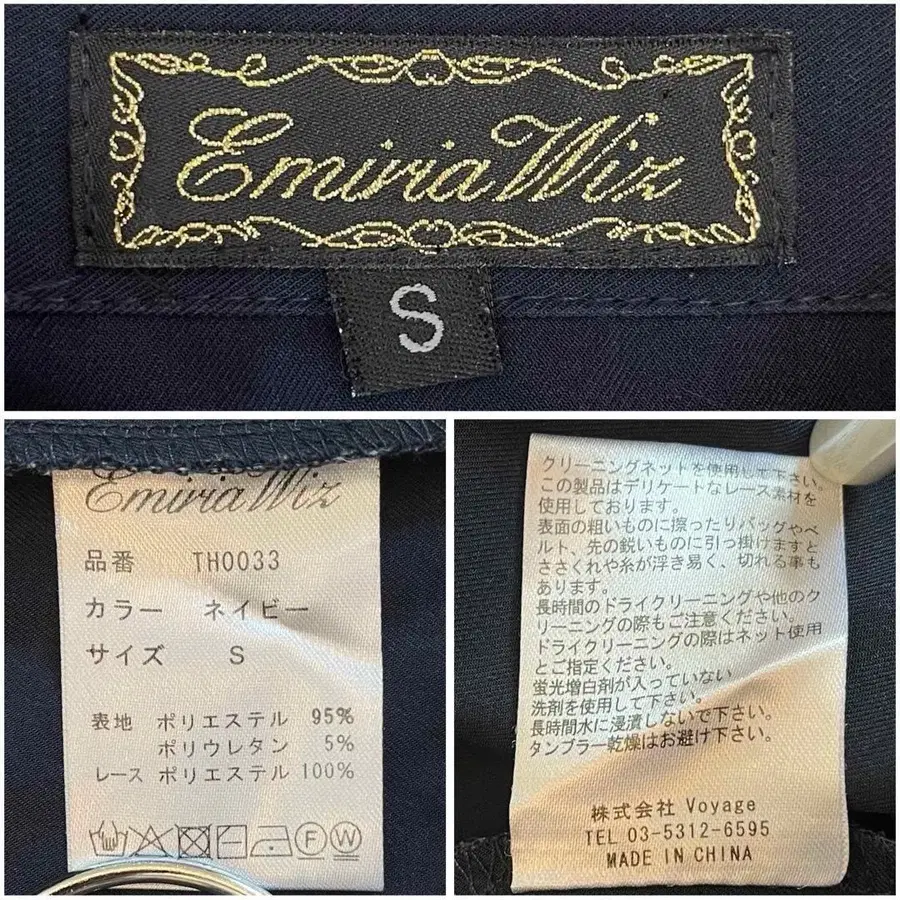 Emiria Wiz
S
Emiria Wiz
品番 TH0033
カラー ネイビー
サイズ S
表地 ポリエステル 95%
ポリウレタン 5%
レース ポリエステル 100%
F W
クリーニングネットを使用して下さい。
この製品はデリケートなレース素材を
使用しております。
表面の粗いものに擦ったりバッグやベ
ルト、先の鋭いものに引っ掛けますと
ささくれや糸が浮き易く、切れる事も
あります。
長時間のドライクリーニングや他のク
リーニングの際もご注意ください。
ドライクリーニングの際はネット使用
とご指定ください。
蛍光増白剤が入っていない
洗剤を使用して下さい。
長時間水に浸漬しないで下さい。
タンブラー乾燥はお避け下さい。
株式会社 Voyage
TEL 03-5312-6595
MADE IN CHINA